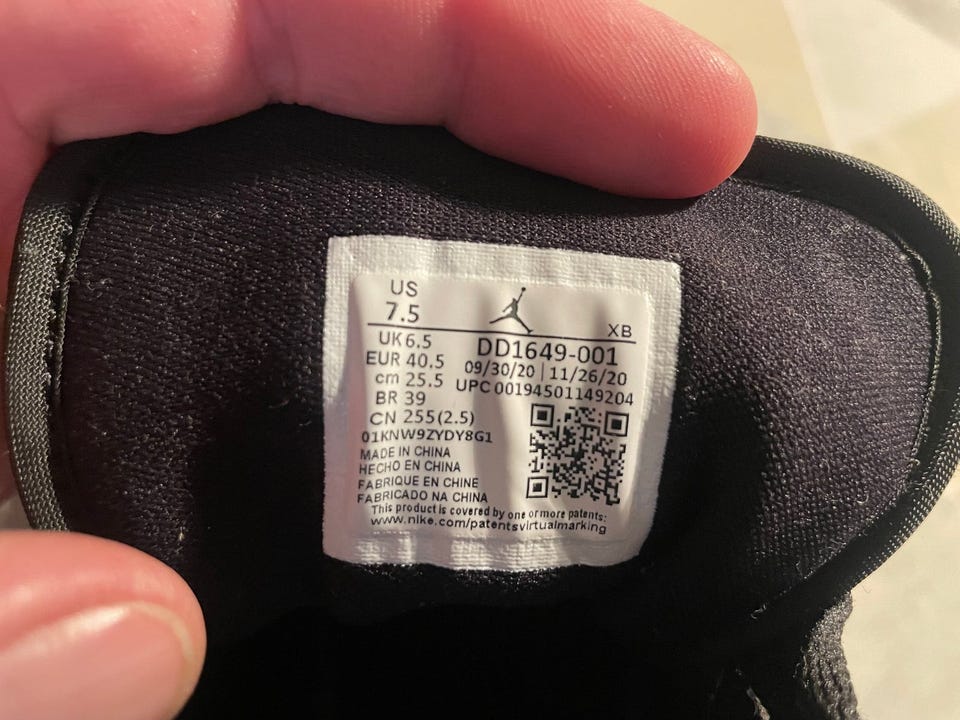 US
7.5
XB
UK 6.5
DD1649-001
EUR 40.5
09/30/20 | 11/26/20
cm 25.5
UPC 00194501149204
BR 39
CN 255(2.5)
01KNW9ZYDY8G1
MADE IN CHINA
HECHO EN CHINA
FABRIQUE EN CHINE
FABRICADO NA CHINA
This product is covered by one or more patents:
www.nike.com/patentsvirtualmarking